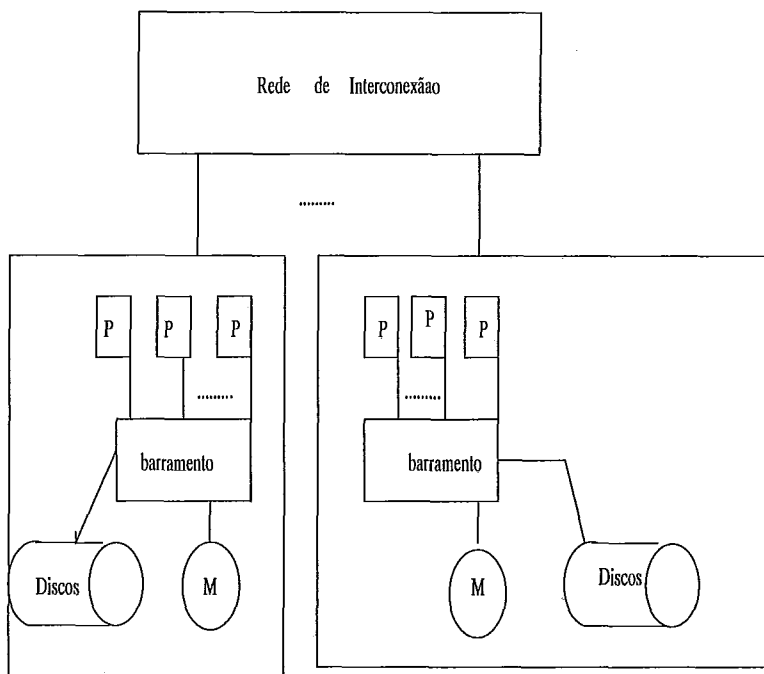 Rede de Interconexãao
.........
P P P P P P
......... .........
barramento barramento
Discos M M Discos